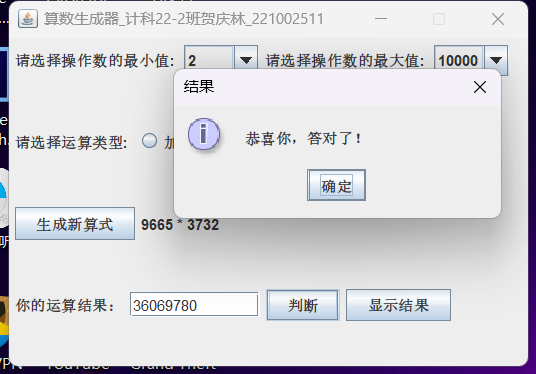 算数生成器_计科22-2班贺庆林_221002511
请选择操作数的最小值: 2 请选择操作数的最大值: 10000
结果
请选择运算类型: 加
恭喜你，答对了!
确定
生成新算式 9665 * 3732
你的运算结果: 36069780 判断 显示结果
YouTube
Grand Theft